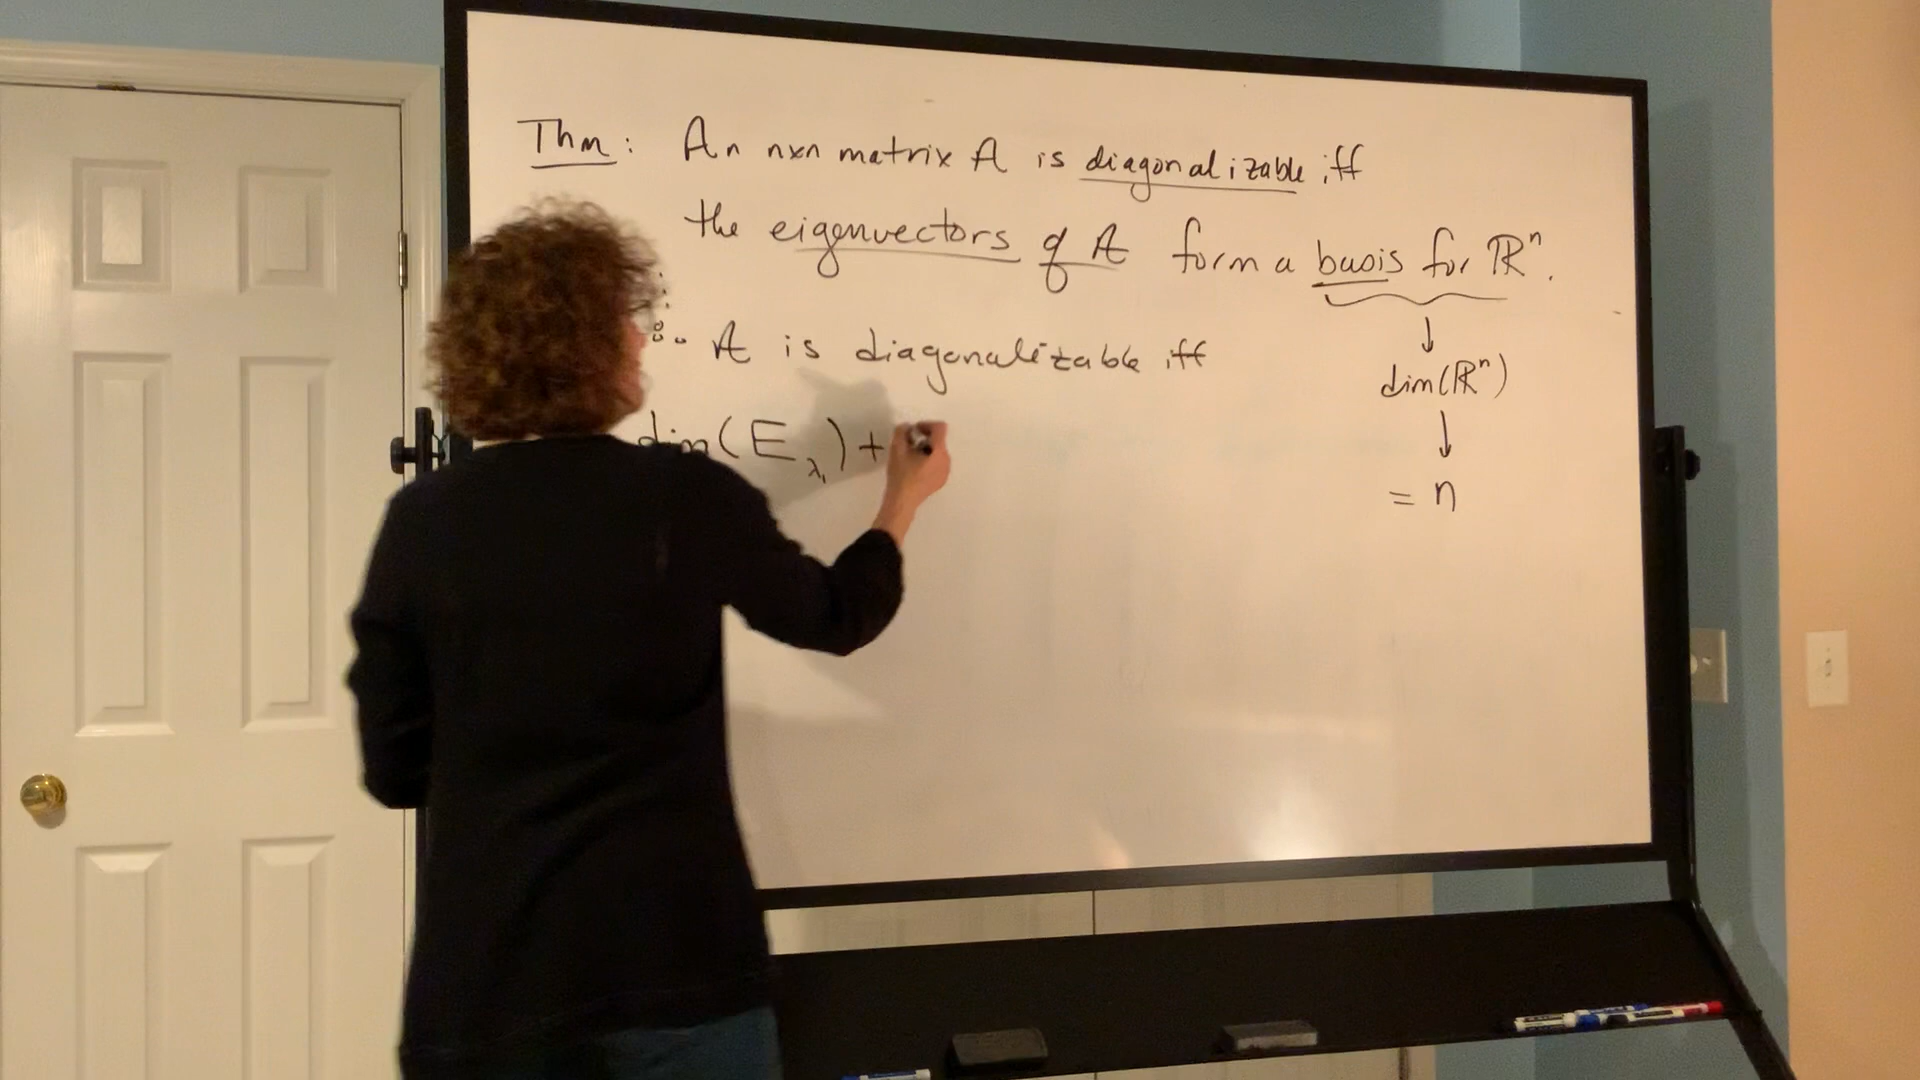 Thm: An nxn matrix A is diagonalizable iff
the eigenvectors of A form a basis for ℝⁿ.
↓
dim(ℝⁿ)
↓
= n
∴ A is diagonalizable iff
dim(E_λ₁) +